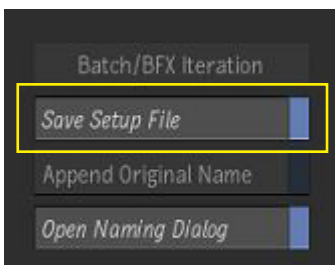 Batch/BFX Iteration
Save Setup File
Append Original Name
Open Naming Dialog